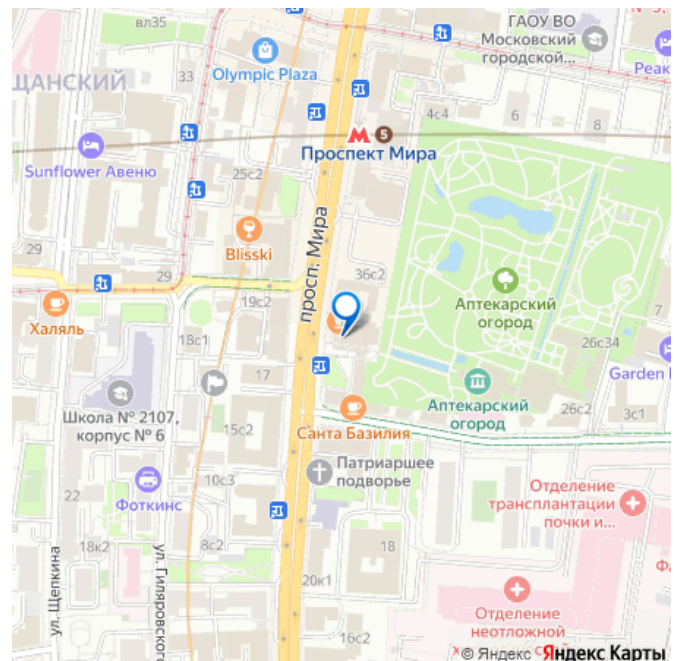 вл35
ГАОУ ВО
Московский
городской...
ЩАНСКИЙ
33
Olympic Plaza
Реак
4с4
6
8
М 5
Проспект Мира
Sunflower Авеню
25с2
Blisski
просп. Мира
29
29
36с2
19с2
Халяль
Аптекарский
огород
7
18с1
26с34
17
Garden
Школа № 2107,
корпус № 6
15с2
Аптекарский
огород
26с2
3с1
Санта Базилия
Патриаршее
подворье
22
Фоткинс
10с3
Отделение
трансплантации
почки и...
18к2
8с2
18
ул. Щепкина
ул. Гиляровского
20к1
Отделение
неотложной
16с2
© Яндекс Яндекс Карты